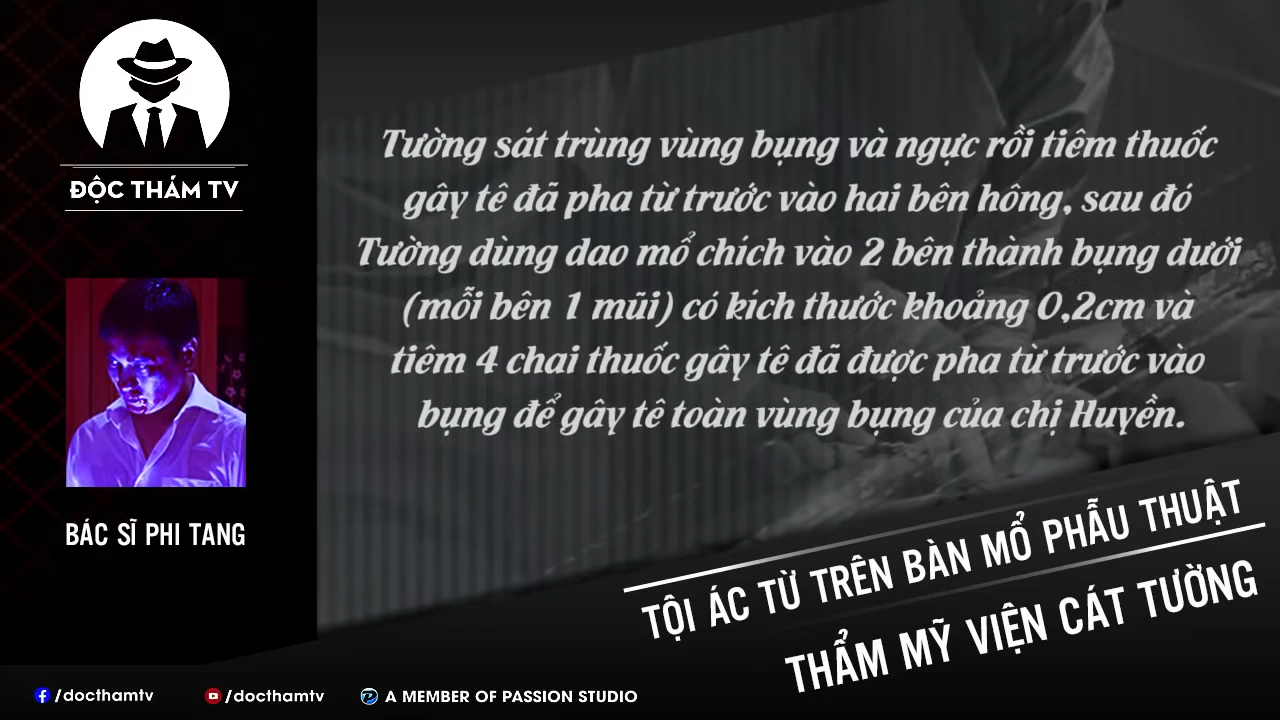 ĐỘC THÁM TV
BÁC SĨ PHI TANG
Tường sát trùng vùng bụng và ngực rồi tiêm thuốc
gây tê đã pha từ trước vào hai bên hông, sau đó
Tường dùng dao mổ chích vào 2 bên thành bụng dưới
(mỗi bên 1 mũi) có kích thước khoảng 0,2cm và
tiêm 4 chai thuốc gây tê đã được pha từ trước vào
bụng để gây tê toàn vùng bụng của chị Huyền.
TỘI ÁC TỪ TRÊN BÀN MỔ PHẪU THUẬT
THẨM MỸ VIỆN CÁT TƯỜNG
/docthamtv
/docthamtv
A MEMBER OF PASSION STUDIO